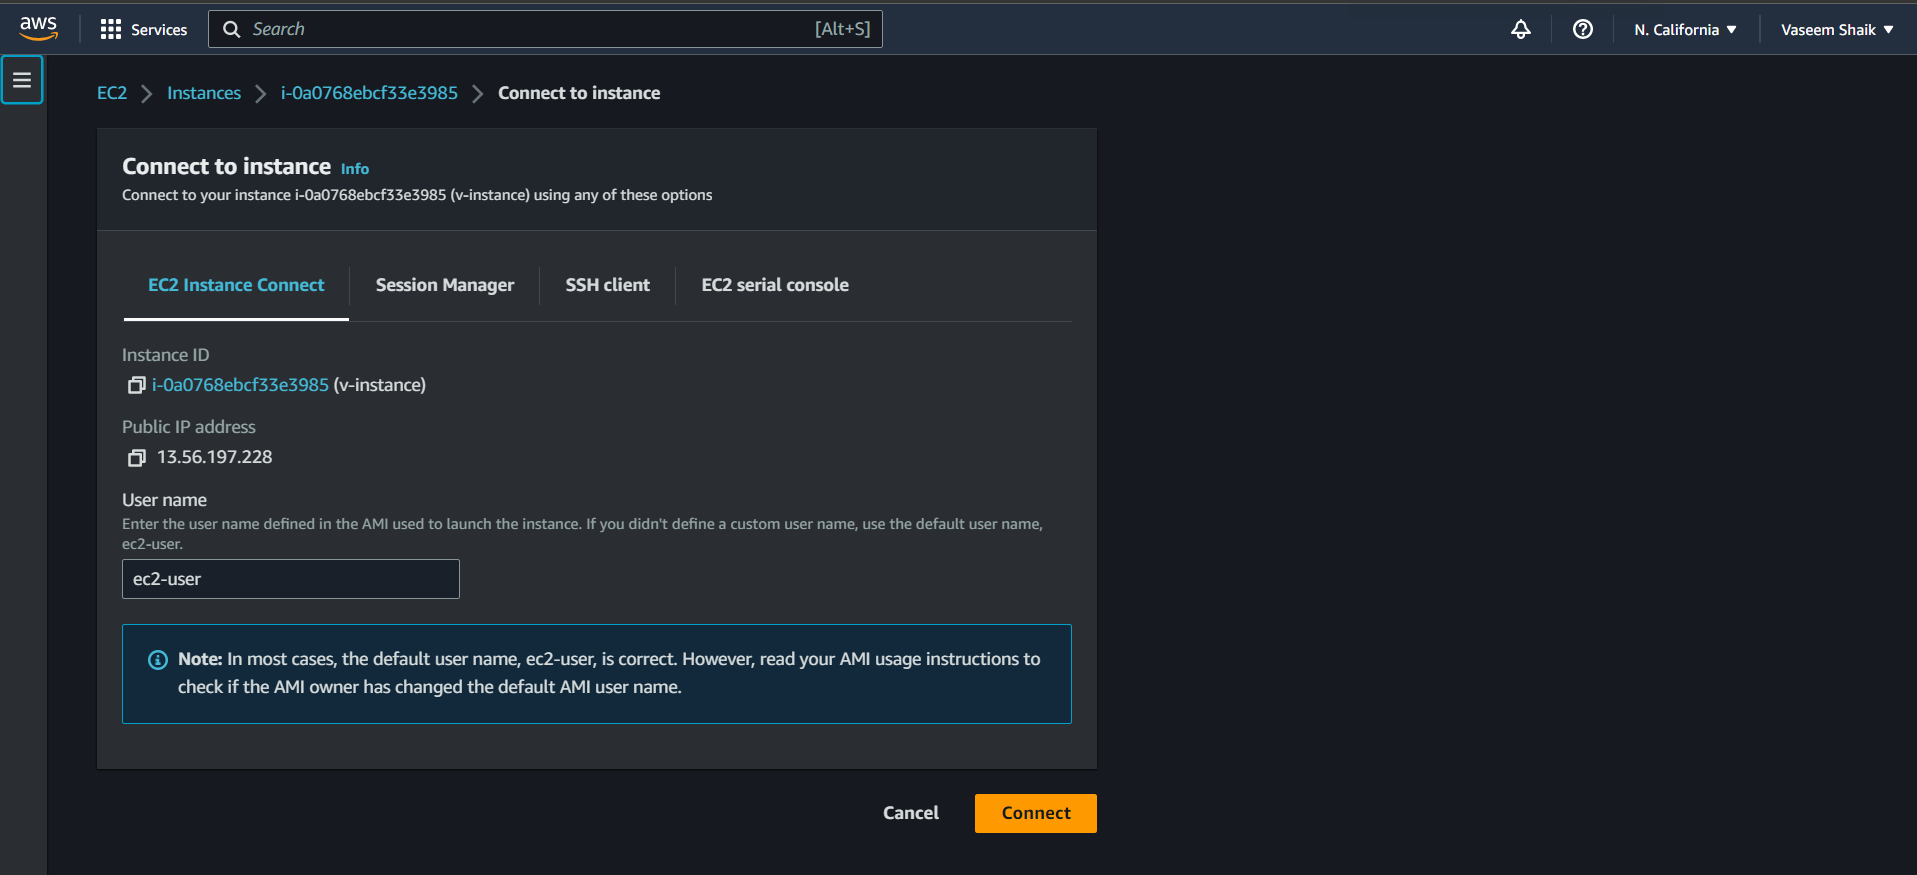 aws Services Search [Alt+S] N. California Vaseem Shaik
EC2 Instances i-0a0768ebcf33e3985 Connect to instance
Connect to instance Info
Connect to your instance i-0a0768ebcf33e3985 (v-instance) using any of these options
EC2 Instance Connect Session Manager SSH client EC2 serial console
Instance ID
i-0a0768ebcf33e3985 (v-instance)
Public IP address
13.56.197.228
User name
Enter the user name defined in the AMI used to launch the instance. If you didn't define a custom user name, use the default user name,
ec2-user.
ec2-user
Note: In most cases, the default user name, ec2-user, is correct. However, read your AMI usage instructions to
check if the AMI owner has changed the default AMI user name.
Cancel Connect